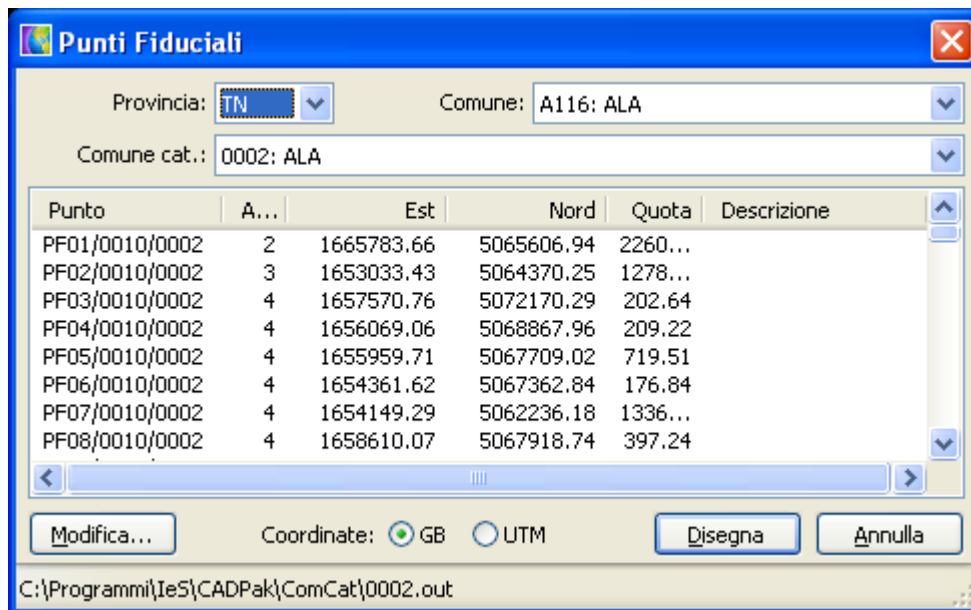 Punti Fiduciali
Provincia: TN Comune: A116: ALA
Comune cat.: 0002: ALA
Punto A... Est Nord Quota Descrizione
PF01/0010/0002 2 1665783.66 5065606.94 2260...
PF02/0010/0002 3 1653033.43 5064370.25 1278...
PF03/0010/0002 4 1657570.76 5072170.29 202.64
PF04/0010/0002 4 1656069.06 5068867.96 209.22
PF05/0010/0002 4 1655959.71 5067709.02 719.51
PF06/0010/0002 4 1654361.62 5067362.84 176.84
PF07/0010/0002 4 1654149.29 5062236.18 1336...
PF08/0010/0002 4 1658610.07 5067918.74 397.24
Modifica... Coordinate: GB UTM Disegna Annulla
C:\Programmi\IeS\CADPak\ComCat\0002.out